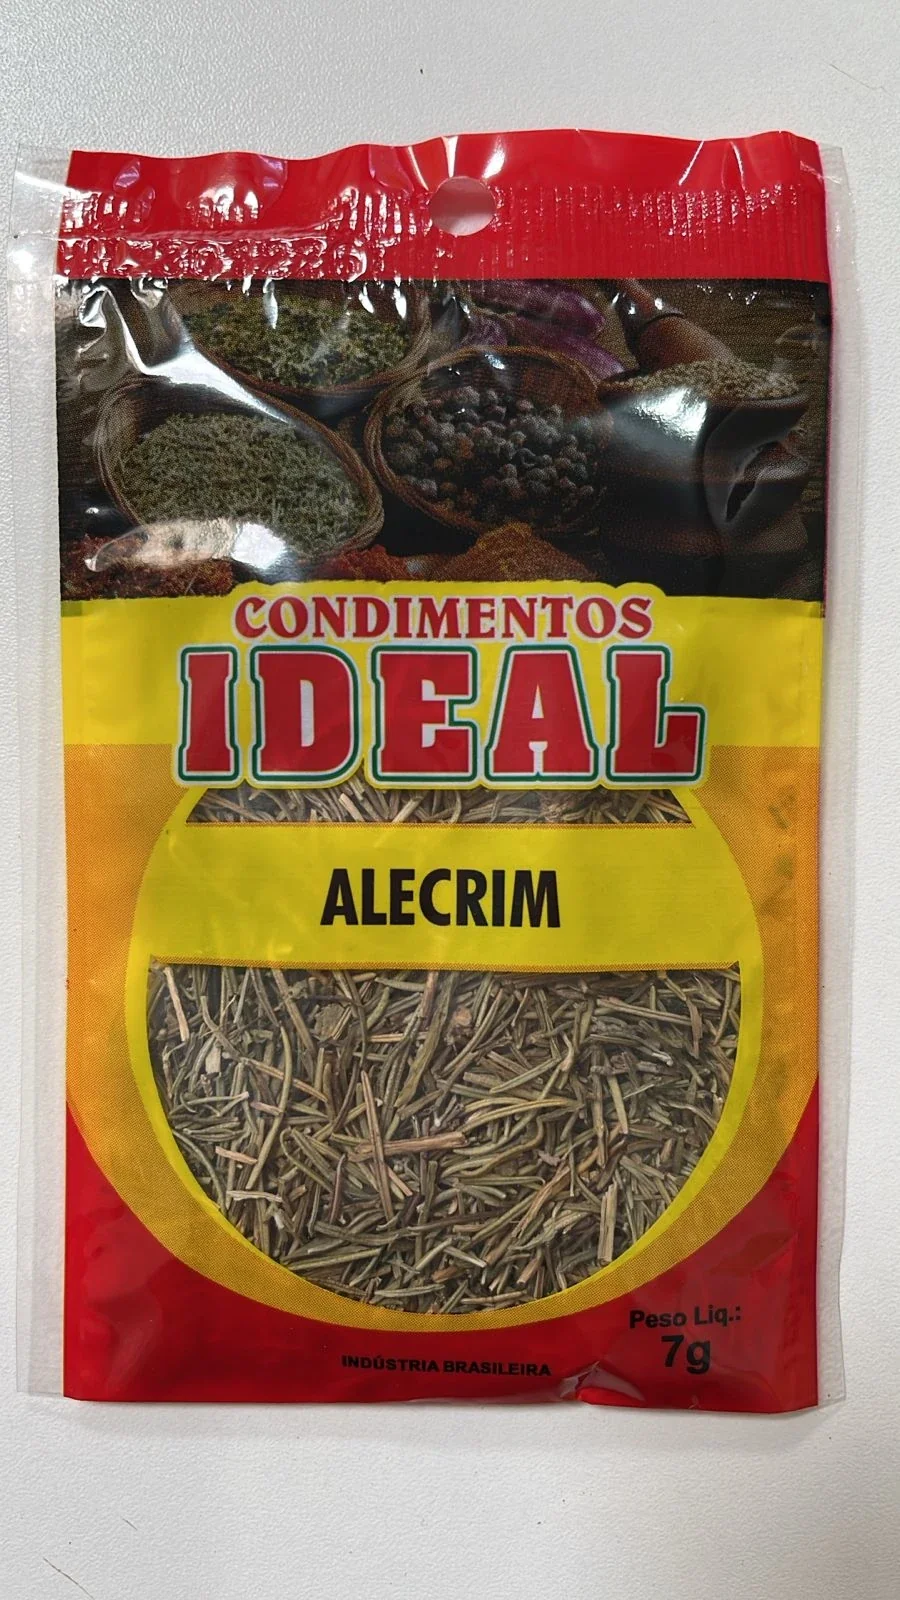 CONDIMENTOS
IDEAL
ALECRIM
Peso Liq.:
7g
INDÚSTRIA BRASILEIRA